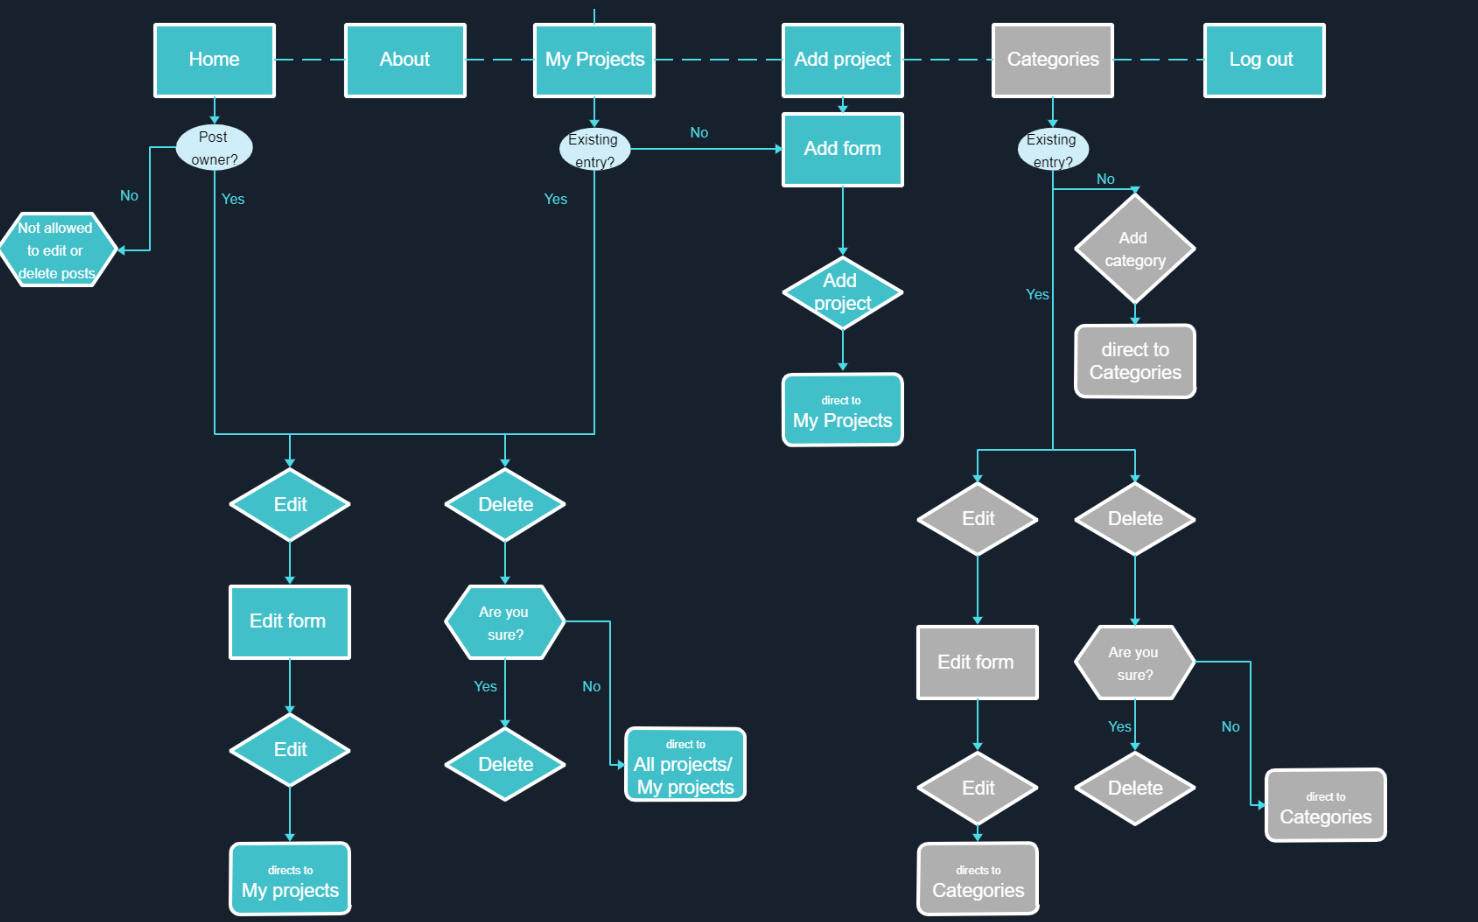 Home
About
My Projects
Add project
Categories
Log out
Post
owner?
Existing
entry?
No
Add form
Existing
entry?
No
Yes
Yes
No
Not allowed
to edit or
delete posts
Add
category
Add
project
Yes
direct to
Categories
direct to
My Projects
Edit
Delete
Edit
Delete
Edit form
Are you
sure?
Edit form
Are you
sure?
Yes
No
Yes
No
Edit
Delete
direct to
All projects/
My projects
Edit
Delete
direct to
Categories
directs to
My projects
directs to
Categories